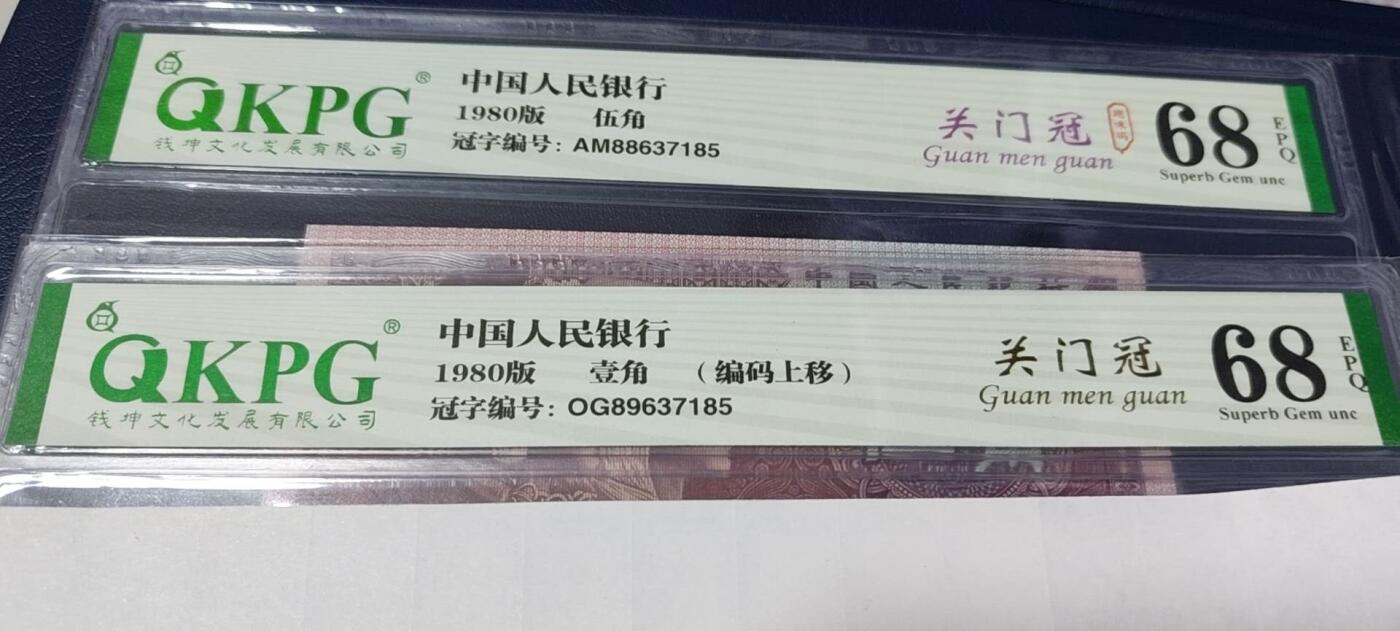 QKPG®
钱坤文化发展有限公司
中国人民银行
1980版 伍角
冠字编号: AM88637185
关门冠
Guan men guan
趣味号
68
EPQ
Superb Gem unc
QKPG®
钱坤文化发展有限公司
中国人民银行
1980版 壹角 (编码上移)
冠字编号: OG89637185
关门冠
Guan men guan
68
EPQ
Superb Gem unc